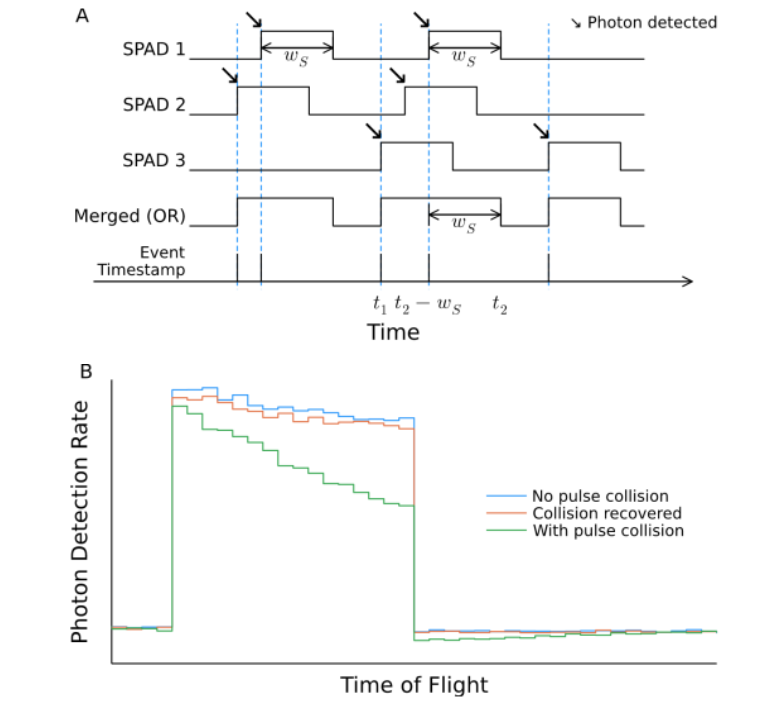 A
↘ Photon detected
SPAD 1
w_S
w_S
SPAD 2
SPAD 3
Merged (OR)
w_S
Event
Timestamp
t_1 t_2 − w_S t_2
Time
B
Photon Detection Rate
No pulse collision
Collision recovered
With pulse collision
Time of Flight